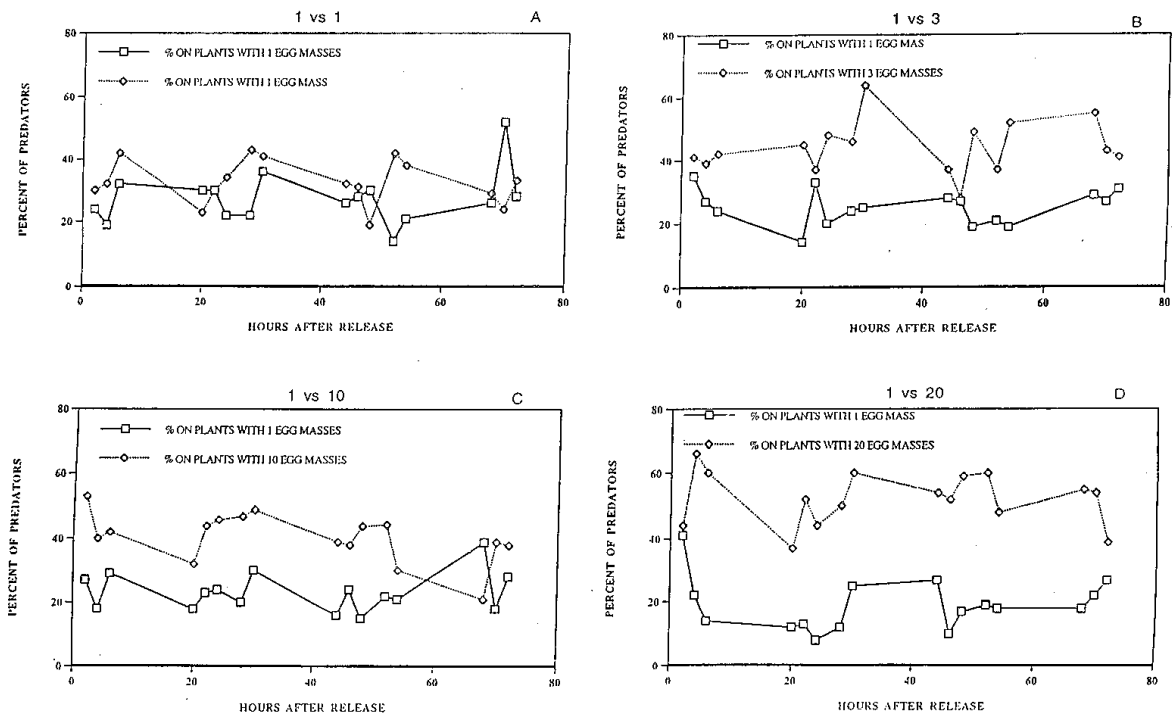 1 vs 1
A
80
60
40
20
0
% ON PLANTS WITH 1 EGG MASSES
% ON PLANTS WITH 1 EGG MASS
PERCENT OF PREDATORS
0 20 40 60 80
HOURS AFTER RELEASE
1 vs 3
B
80
60
40
20
0
% ON PLANTS WITH 1 EGG MAS
% ON PLANTS WITH 3 EGG MASSES
PERCENT OF PREDATORS
0 20 40 60 80
HOURS AFTER RELEASE
1 vs 10
C
80
60
40
20
0
% ON PLANTS WITH 1 EGG MASSES
% ON PLANTS WITH 10 EGG MASSES
PERCENT OF PREDATORS
0 20 40 60 80
HOURS AFTER RELEASE
1 vs 20
D
80
60
40
20
0
% ON PLANTS WITH 1 EGG MASS
% ON PLANTS WITH 20 EGG MASSES
PERCENT OF PREDATORS
0 20 40 60 80
HOURS AFTER RELEASE